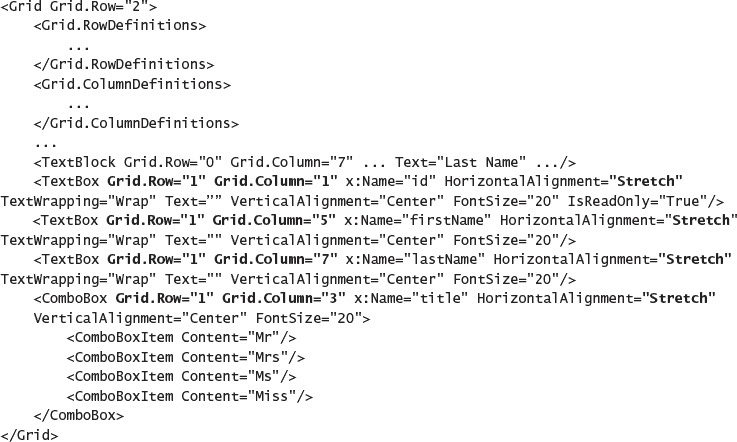 <Grid Grid.Row="2">
<Grid.RowDefinitions>
...
</Grid.RowDefinitions>
<Grid.ColumnDefinitions>
...
</Grid.ColumnDefinitions>
...
<TextBlock Grid.Row="0" Grid.Column="7" ... Text="Last Name" .../>
<TextBox Grid.Row="1" Grid.Column="1" x:Name="id" HorizontalAlignment="Stretch"
TextWrapping="Wrap" Text=”” VerticalAlignment="Center" FontSize="20" IsReadOnly="True"/>
<TextBox Grid.Row="1" Grid.Column="5" x:Name="firstName" HorizontalAlignment="Stretch"
TextWrapping="Wrap" Text="" VerticalAlignment="Center" FontSize="20"/>
<TextBox Grid.Row="1" Grid.Column="7" x:Name="lastName" HorizontalAlignment="Stretch"
TextWrapping="Wrap" Text="" VerticalAlignment="Center" FontSize="20"/>
<ComboBox Grid.Row="1" Grid.Column="3" x:Name="title" HorizontalAlignment="Stretch"
VerticalAlignment="Center" FontSize="20">
<ComboBoxItem Content="Mr"/>
<ComboBoxItem Content="Mrs"/>
<ComboBoxItem Content="Ms"/>
<ComboBoxItem Content="Miss"/>
</ComboBox>
</Grid>